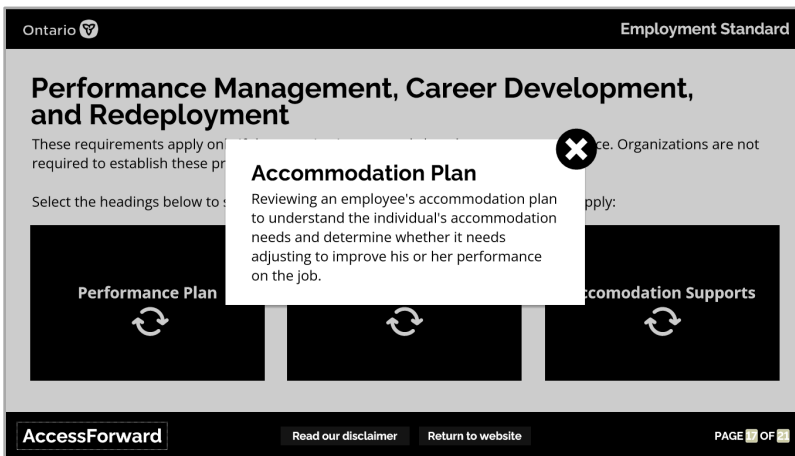 Ontario
Employment Standard
Performance Management, Career Development,
and Redeployment
These requirements apply onl
ce. Organizations are not
required to establish these pr
Select the headings below to s
pply:
Accommodation Plan
Reviewing an employee's accommodation plan
to understand the individual's accommodation
needs and determine whether it needs
adjusting to improve his or her performance
on the job.
Performance Plan
ccomodation Supports
AccessForward
Read our disclaimer
Return to website
PAGE 17 OF 21